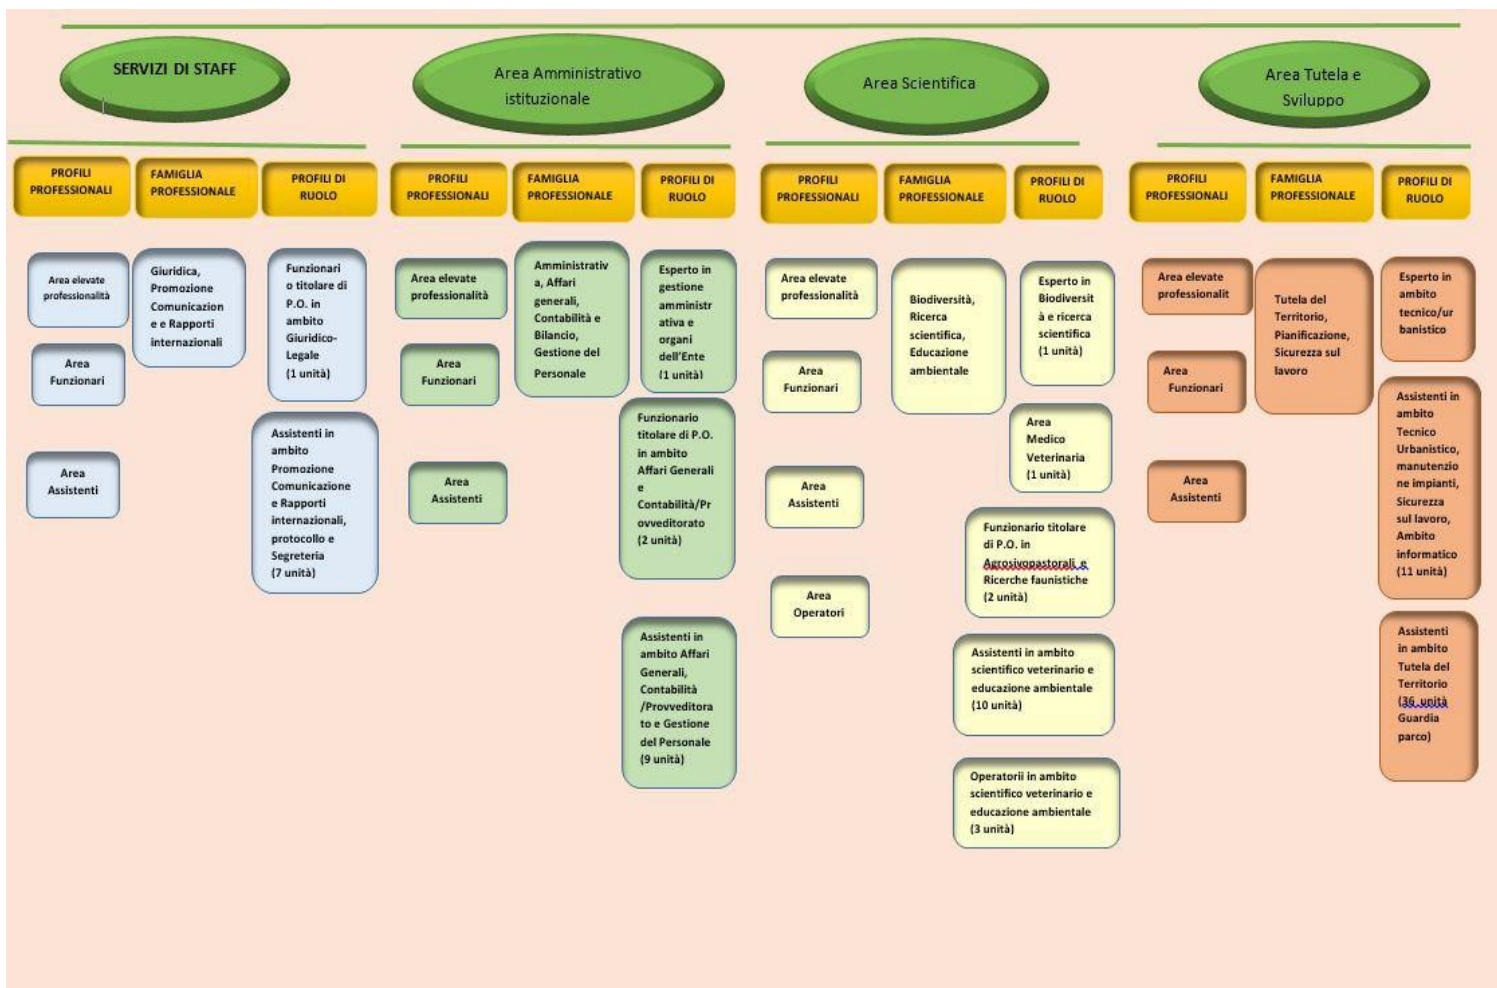 SERVIZI DI STAFF
Area Amministrativo
istituzionale
Area Scientifica
Area Tutela e
Sviluppo
PROFILI
PROFESSIONALI
FAMIGLIA
PROFESSIONALE
PROFILI DI
RUOLO
PROFILI
PROFESSIONALI
FAMIGLIA
PROFESSIONALE
PROFILI DI
RUOLO
PROFILI
PROFESSIONALI
FAMIGLIA
PROFESSIONALE
PROFILI DI
RUOLO
PROFILI
PROFESSIONALI
FAMIGLIA
PROFESSIONALE
PROFILI DI
RUOLO
Area elevate
professionalità
Area
Funzionari
Area
Assistenti
Giuridica,
Promozione
Comunicazion
e e Rapporti
internazionali
Funzionari
o titolare di
P.O. in
ambito
Giuridico-
Legale
(1 unità)
Assistenti in
ambito
Promozione
Comunicazione
e Rapporti
internazionali,
protocollo e
Segreteria
(7 unità)
Area elevate
professionalità
Area
Funzionari
Area
Assistenti
Amministrativ
a, Affari
generali,
Contabilità e
Bilancio,
Gestione del
Personale
Esperto in
gestione
amministr
ativa e
organi
dell'Ente
(1 unità)
Funzionario
titolare di P.O.
in ambito
Affari Generali
e
Contabilità/Pr
ovveditorato
(2 unità)
Assistenti in
ambito Affari
Generali,
Contabilità
/Provveditora
to e Gestione
del Personale
(9 unità)
Area elevate
professionalità
Area
Funzionari
Area
Assistenti
Area
Operatori
Biodiversità,
Ricerca
scientifica,
Educazione
ambientale
Esperto in
Biodiversit
à e ricerca
scientifica
(1 unità)
Area
Medico
Veterinaria
(1 unità)
Funzionario titolare
di P.O. in
Agrosivopastorali e
Ricerche faunistiche
(2 unità)
Assistenti in ambito
scientifico veterinario e
educazione ambientale
(10 unità)
Operatorii in ambito
scientifico veterinario e
educazione ambientale
(3 unità)
Area elevate
professionalit
Area
Funzionari
Area
Assistenti
Tutela del
Territorio,
Pianificazione,
Sicurezza sul
lavoro
Esperto in
ambito
tecnico/ur
banistico
Assistenti in
ambito
Tecnico
Urbanistico,
manutenzio
ne impianti,
Sicurezza
sul lavoro,
Ambito
informatico
(11 unità)
Assistenti
in ambito
Tutela del
Territorio
(36 unità
Guardia
parco)